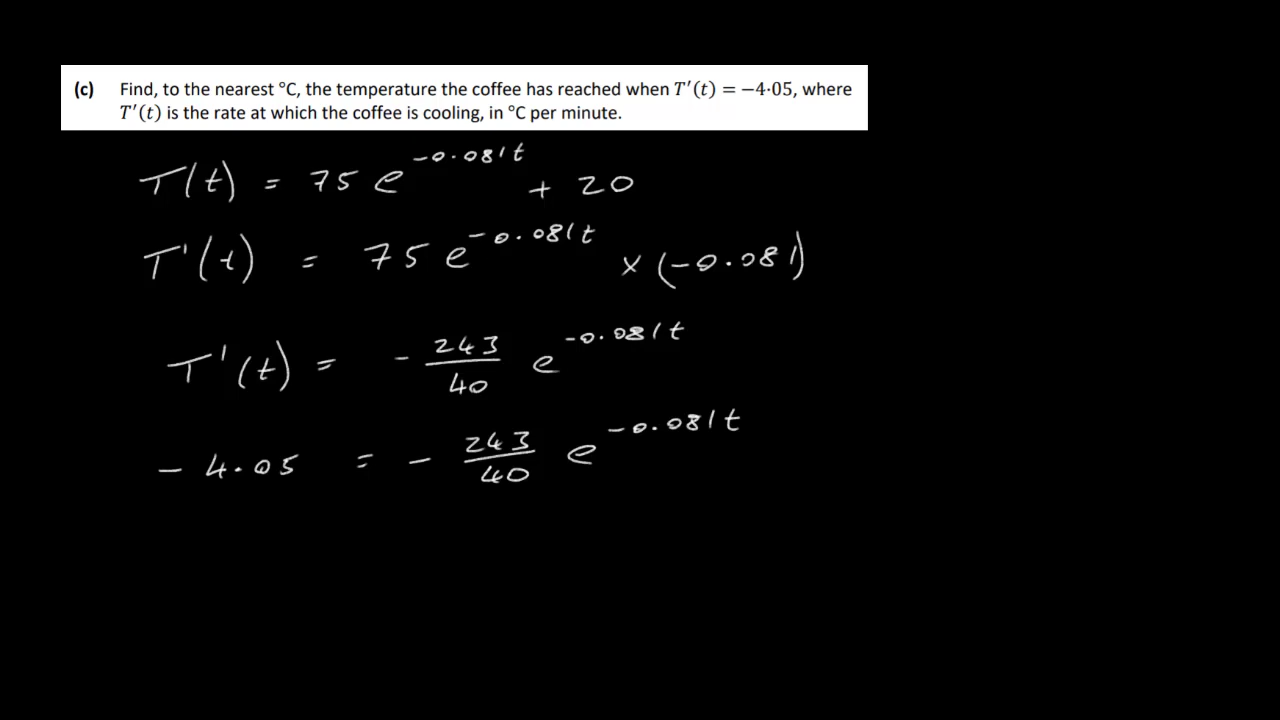 (c) Find, to the nearest °C, the temperature the coffee has reached when T′(t) = −4·05, where
T′(t) is the rate at which the coffee is cooling, in °C per minute.
T(t) = 75 e^{-0.081t} + 20
T'(t) = 75 e^{-0.081t} × (-0.081)
T'(t) = - 243/40 e^{-0.081t}
- 4.05 = - 243/40 e^{-0.081t}